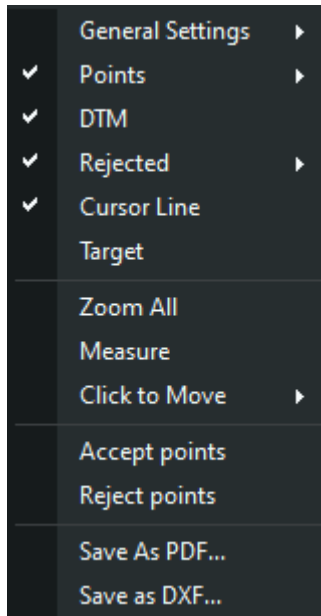 General Settings
Points
DTM
Rejected
Cursor Line
Target
Zoom All
Measure
Click to Move
Accept points
Reject points
Save As PDF...
Save as DXF...